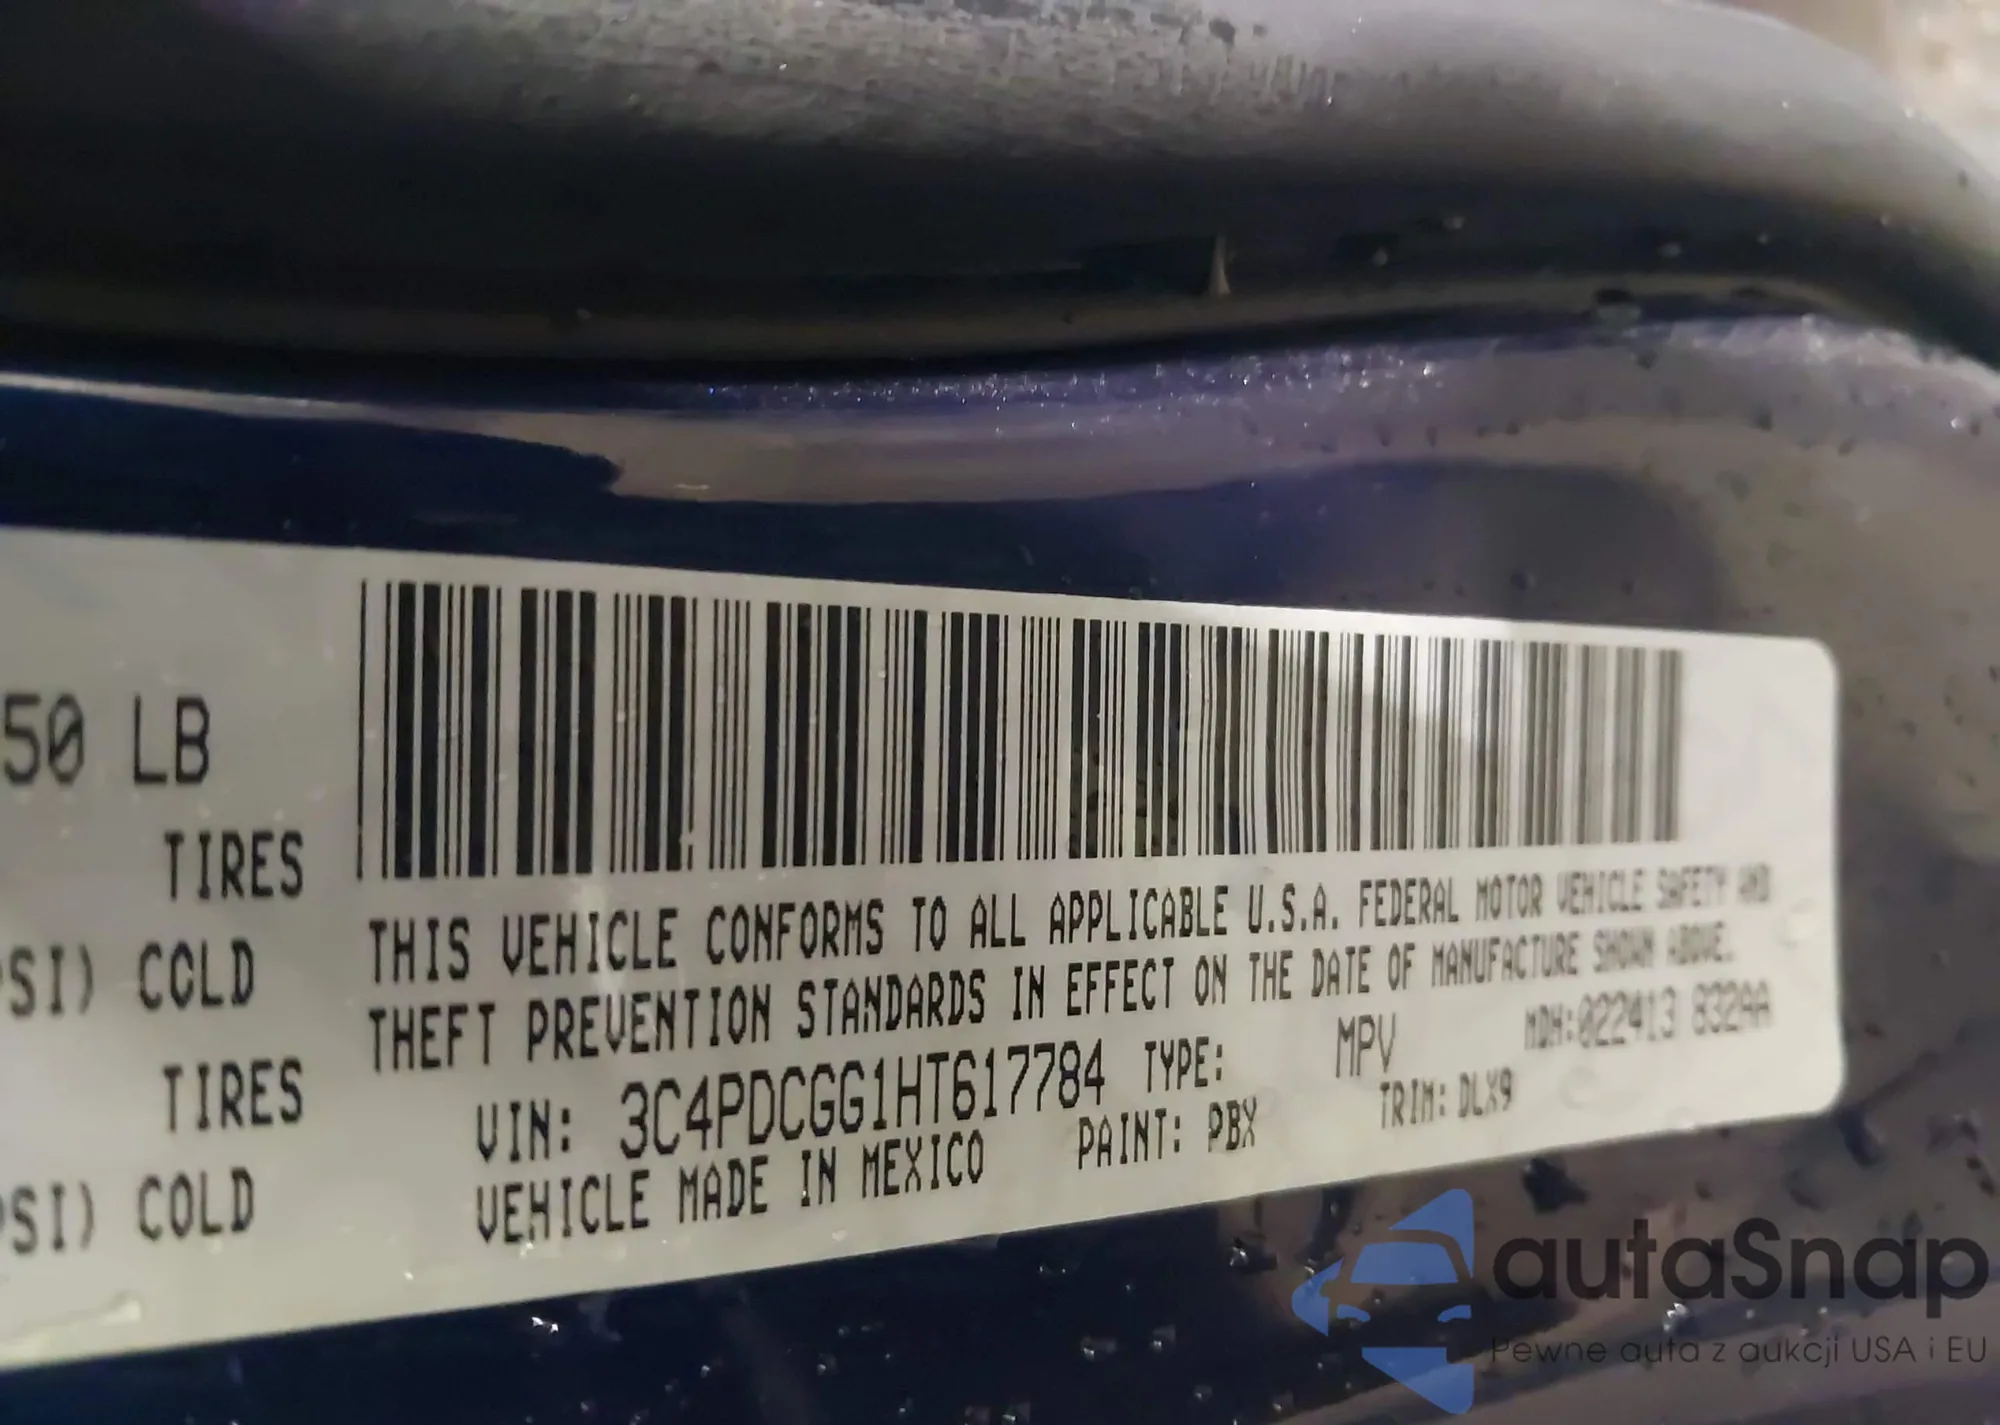 50 LB
TIRES
SI) COLD
TIRES
PSI) COLD
THIS VEHICLE CONFORMS TO ALL APPLICABLE U.S.A. FEDERAL MOTOR VEHICLE SAFETY AND
THEFT PREVENTION STANDARDS IN EFFECT ON THE DATE OF MANUFACTURE SHOWN ABOVE.
MDH:022413 832AA
VIN: 3C4PDCGG1HT617784 TYPE: MPV
VEHICLE MADE IN MEXICO PAINT: PBX TRIM: DLX9
autaSnap
Pewne auta z aukcji USA i EU